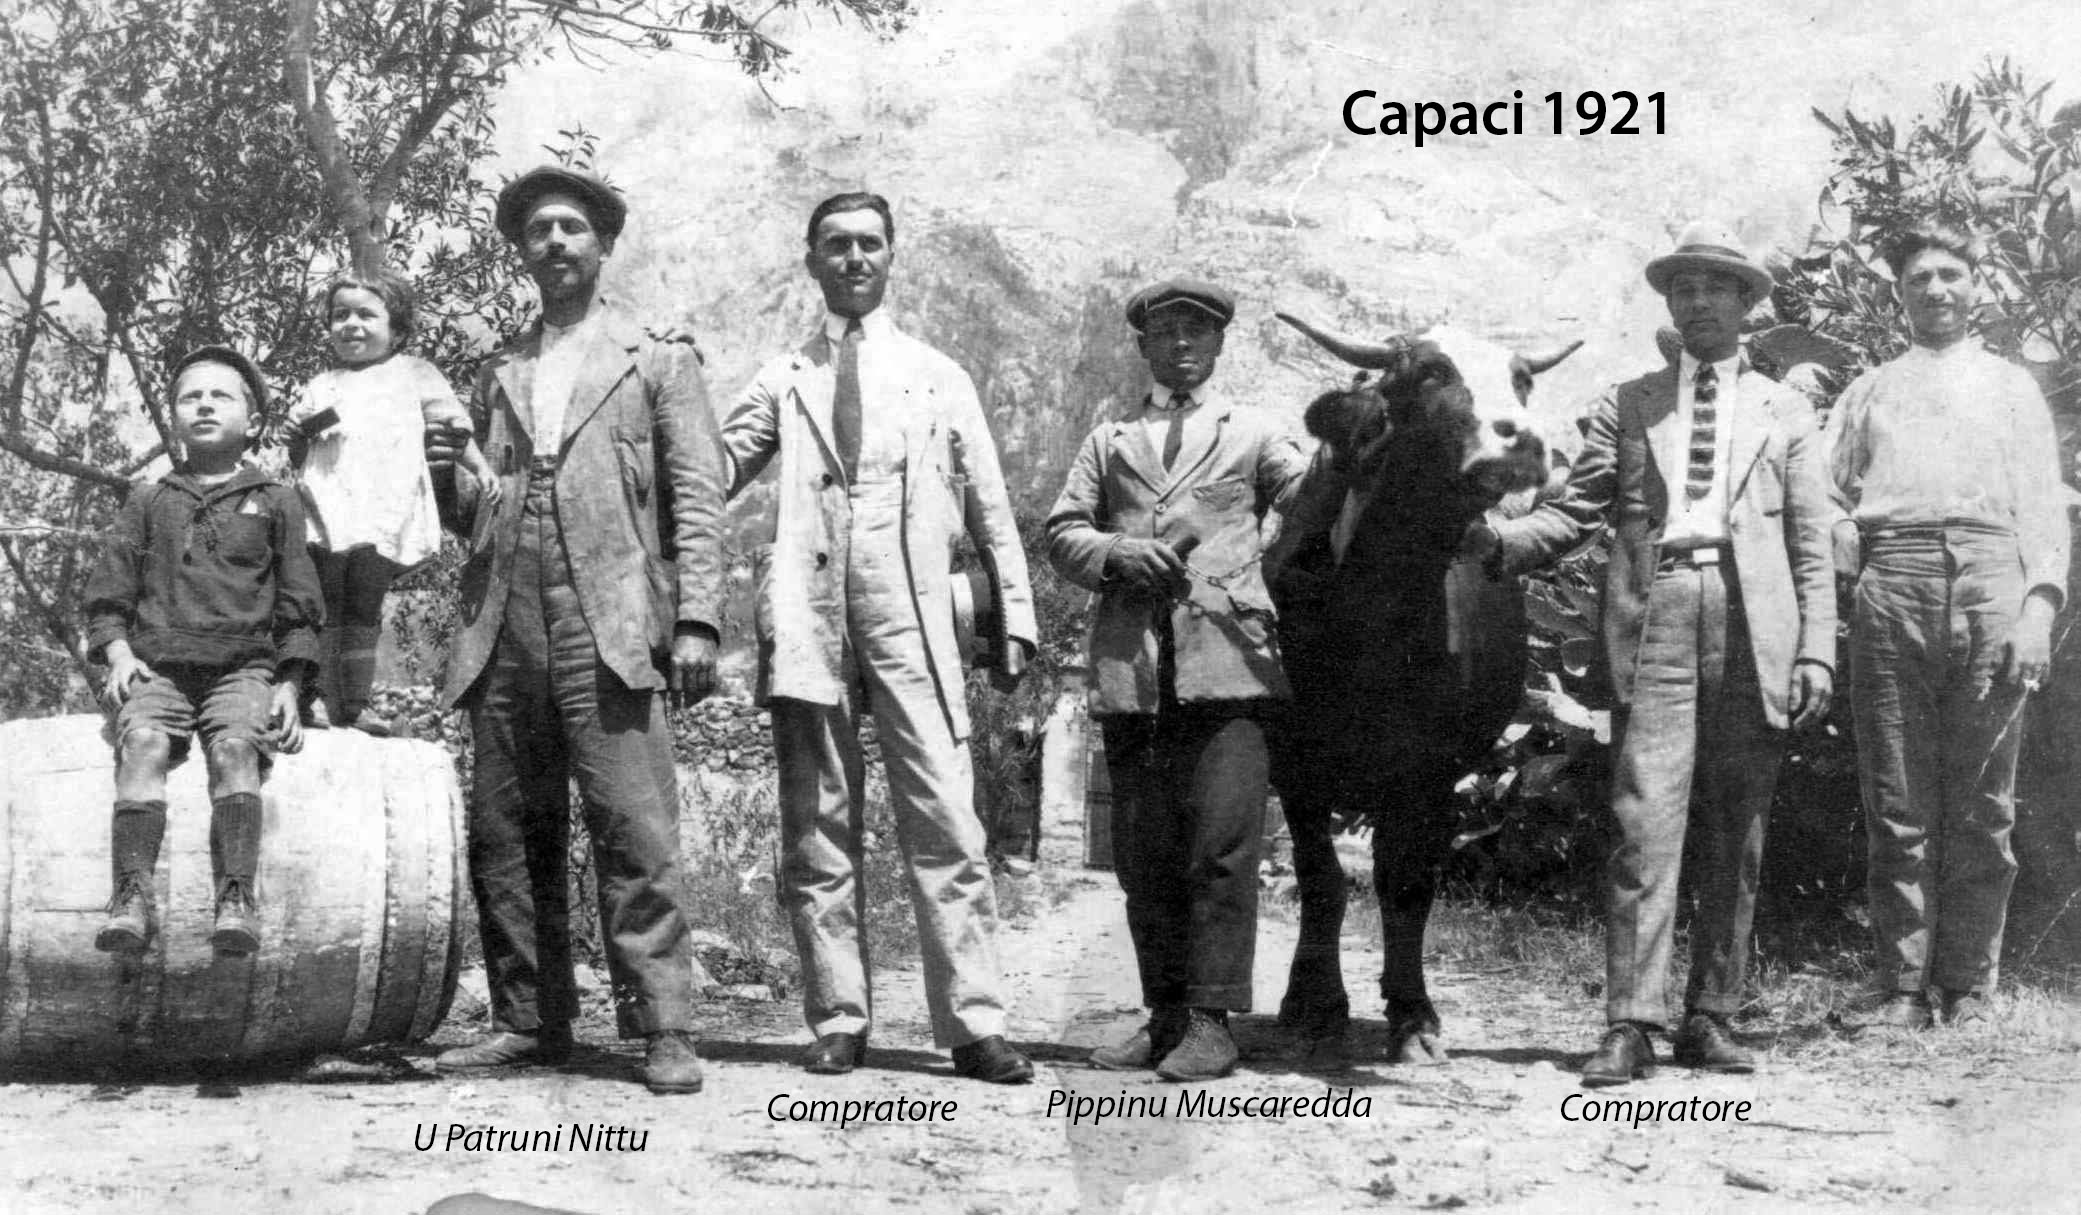 Capaci 1921
U Patruni Nittu
Compratore
Pippinu Muscaredda
Compratore